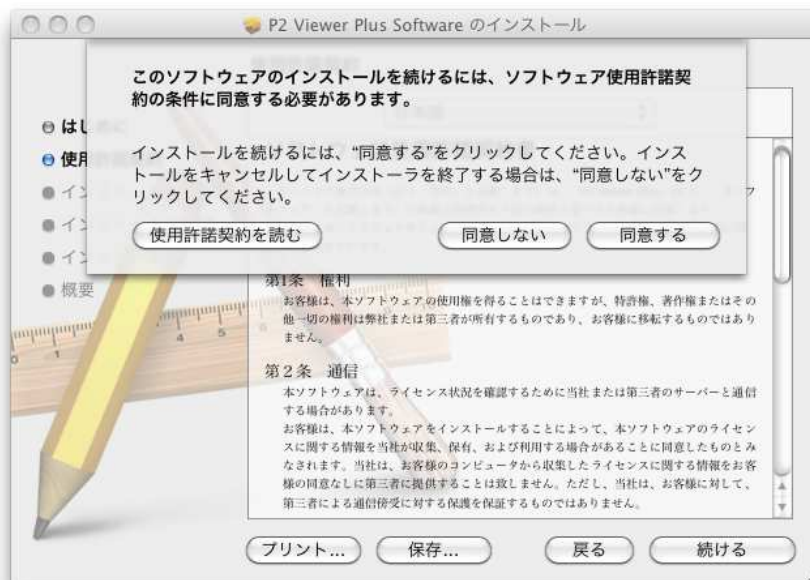 P2 Viewer Plus Software のインストール
このソフトウェアのインストールを続けるには、ソフトウェア使用許諾契
約の条件に同意する必要があります。
インストールを続けるには、“同意する”をクリックしてください。インス
トールをキャンセルしてインストーラを終了する場合は、“同意しない”をク
リックしてください。
使用許諾契約を読む
同意しない
同意する
は
使用
イン
イン
イン
概要
第1条 権利
お客様は、本ソフトウェアの使用権を得ることはできますが、特許権、著作権またはその
他一切の権利は弊社または第三者が所有するものであり、お客様に移転するものではあり
ません。
第２条 通信
本ソフトウェアは、ライセンス状況を確認するために当社または第三者のサーバーと通信
する場合があります。
お客様は、本ソフトウェアをインストールすることによって、本ソフトウェアのライセン
スに関する情報を当社が収集、保有、および利用する場合があることに同意したものとみ
なされます。当社は、お客様のコンピュータから収集したライセンスに関する情報をお客
様の同意なしに第三者に提供することは致しません。ただし、当社は、お客様に対して、
第三者による通信傍受に対する保護を保証するものではありません。
プリント...
保存...
戻る
続ける